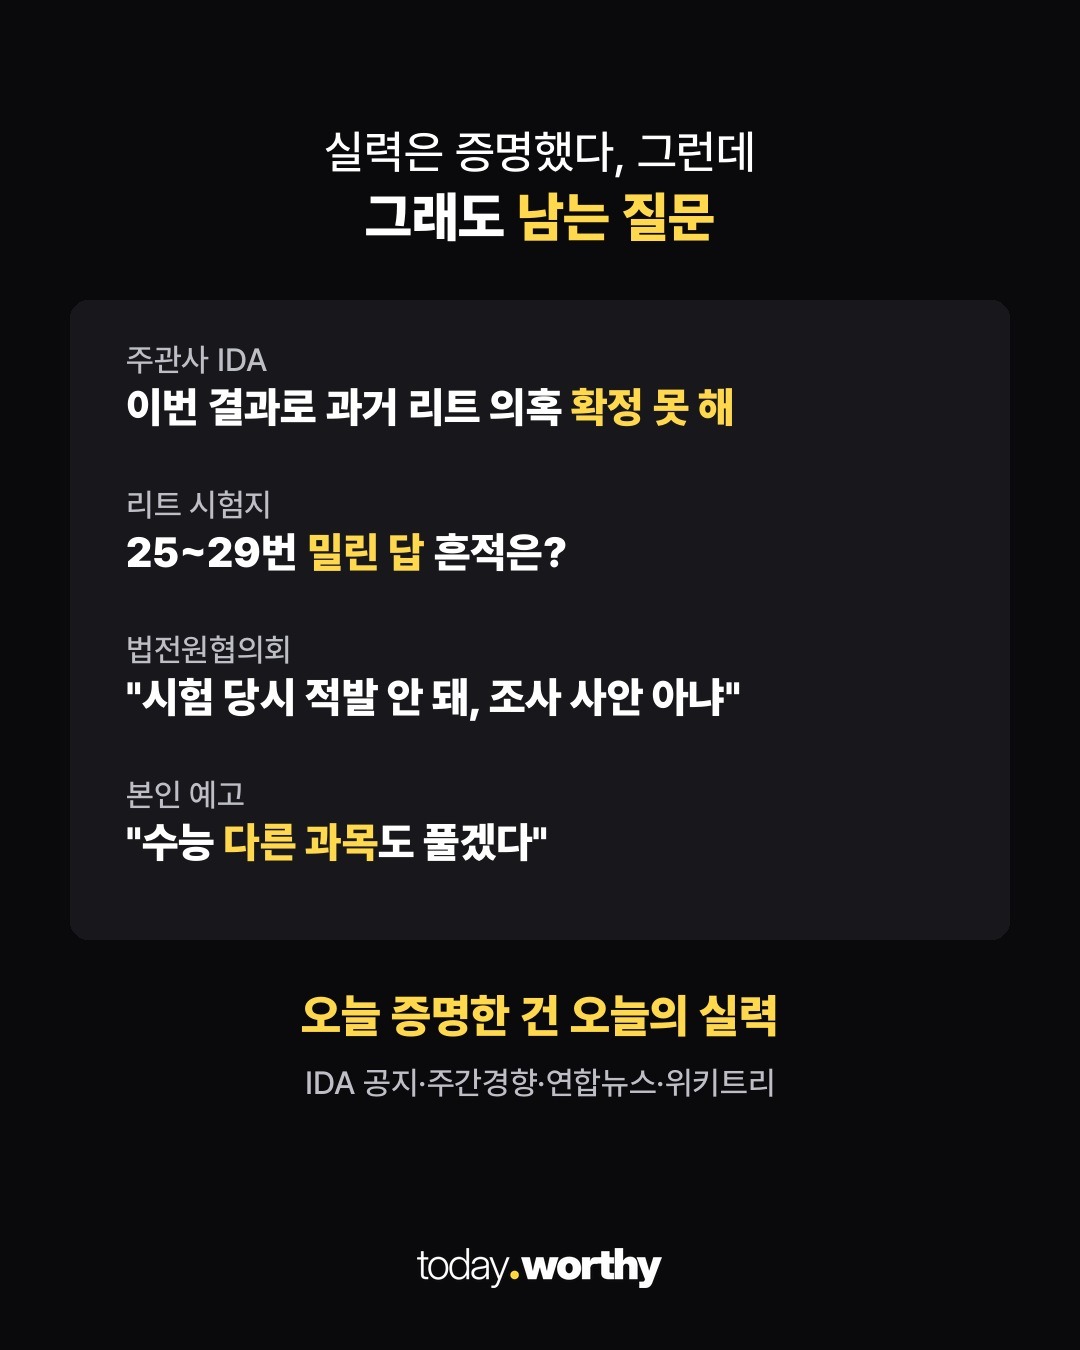 실력은 증명했다, 그런데
그래도 남는 질문
주관사 IDA
이번 결과로 과거 리트 의혹 확정 못 해
리트 시험지
25~29번 밀린 답 흔적은?
법전원협의회
"시험 당시 적발 안 돼, 조사 사안 아냐"
본인 예고
"수능 다른 과목도 풀겠다"
오늘 증명한 건 오늘의 실력
IDA 공지·주간경향·연합뉴스·위키트리
today.worthy